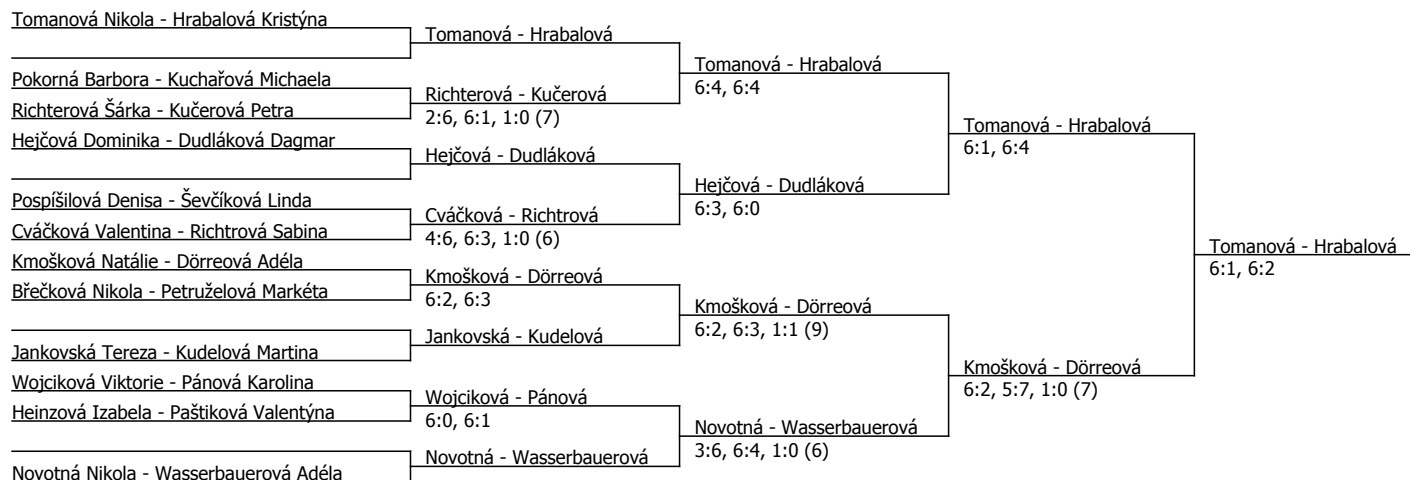 Tomanová Nikola - Hrabalová Kristýna
Pokorná Barbora - Kuchařová Michaela
Richterová Šárka - Kučerová Petra
Hejčová Dominika - Dudláková Dagmar
Pospíšilová Denisa - Ševčíková Linda
Cváčková Valentina - Richtrová Sabina
Kmošková Natálie - Dörreová Adéla
Břečková Nikola - Petruželová Markéta
Jankovská Tereza - Kudelová Martina
Wojciková Viktorie - Pánová Karolina
Heinzová Izabela - Paštiková Valentýna
Novotná Nikola - Wasserbauerová Adéla
Tomanová - Hrabalová
Richterová - Kučerová
2:6, 6:1, 1:0 (7)
Hejčová - Dudláková
Cváčková - Richtrová
4:6, 6:3, 1:0 (6)
Kmošková - Dörreová
6:2, 6:3
Jankovská - Kudelová
Wojciková - Pánová
6:0, 6:1
Novotná - Wasserbauerová
Tomanová - Hrabalová
6:4, 6:4
Hejčová - Dudláková
6:3, 6:0
Kmošková - Dörreová
6:2, 6:3, 1:1 (9)
Novotná - Wasserbauerová
3:6, 6:4, 1:0 (6)
Tomanová - Hrabalová
6:1, 6:4
Kmošková - Dörreová
6:2, 5:7, 1:0 (7)
Tomanová - Hrabalová
6:1, 6:2